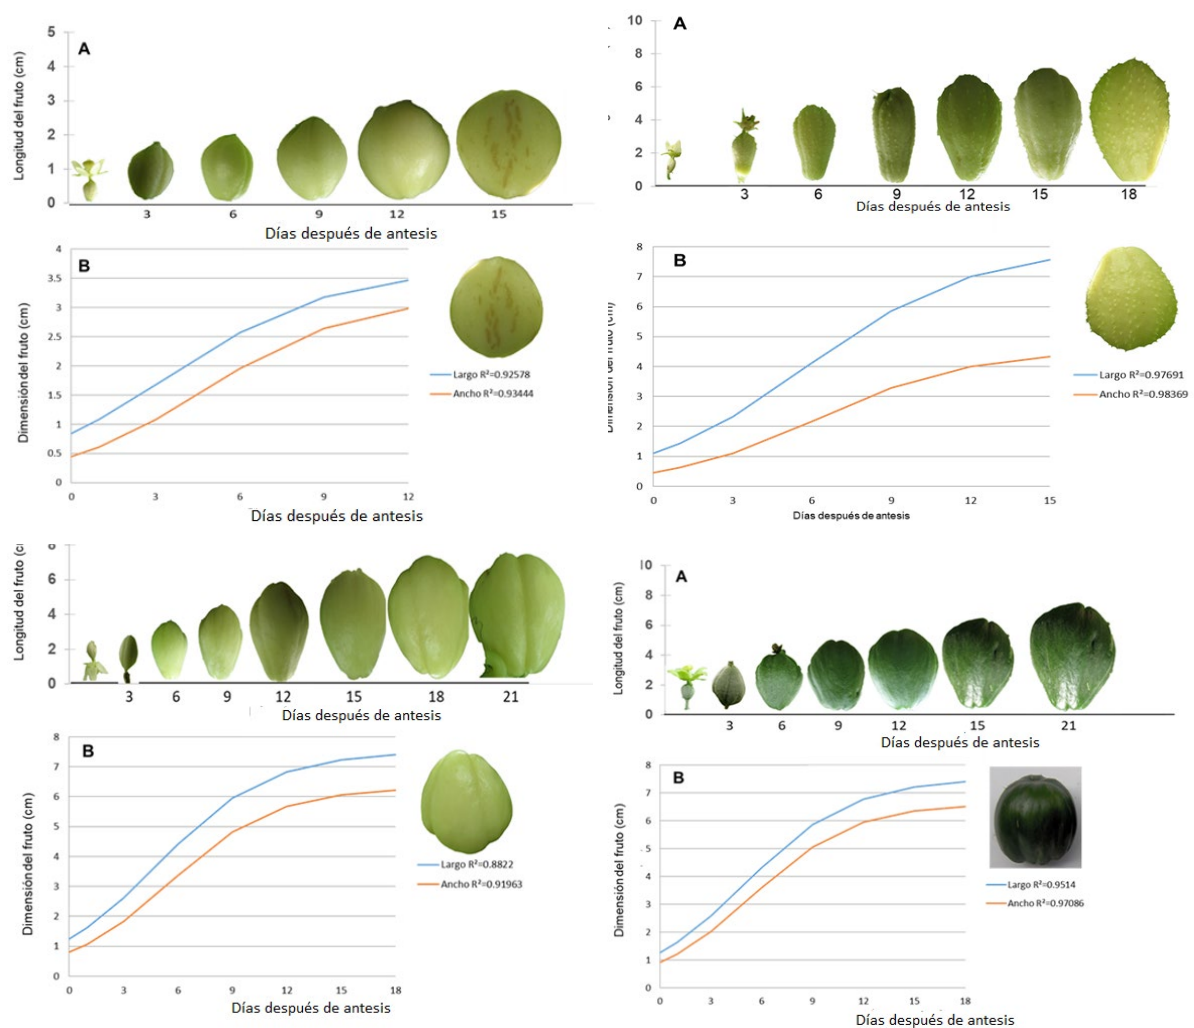 A
Longitud del fruto (cm)
5
4
3
2
1
0
3 6 9 12 15
Días después de antesis
A
10
8
6
4
2
0
3 6 9 12 15 18
Días después de antesis
B
Dimensión del fruto (cm)
4
3.5
3
2.5
2
1.5
1
0.5
0
0 3 6 9 12
Días después de antesis
Largo R²=0.92578
Ancho R²=0.93444
B
8
7
6
5
4
3
2
1
0
0 3 6 9 12 15
Días después de antesis
Largo R²=0.97691
Ancho R²=0.98369
Longitud del fruto
6
4
2
0
3 6 9 12 15 18 21
Días después de antesis
A
Longitud del fruto (cm)
10
8
6
4
2
0
3 6 9 12 15 21
Días después de antesis
B
Dimensión del fruto (cm)
8
7
6
5
4
3
2
1
0
0 3 6 9 12 15 18
Días después de antesis
Largo R²=0.8822
Ancho R²=0.91963
B
Dimensión del fruto (cm)
8
7
6
5
4
3
2
1
0
0 3 6 9 12 15 18
Días después de antesis
Largo R²=0.9514
Ancho R²=0.97086